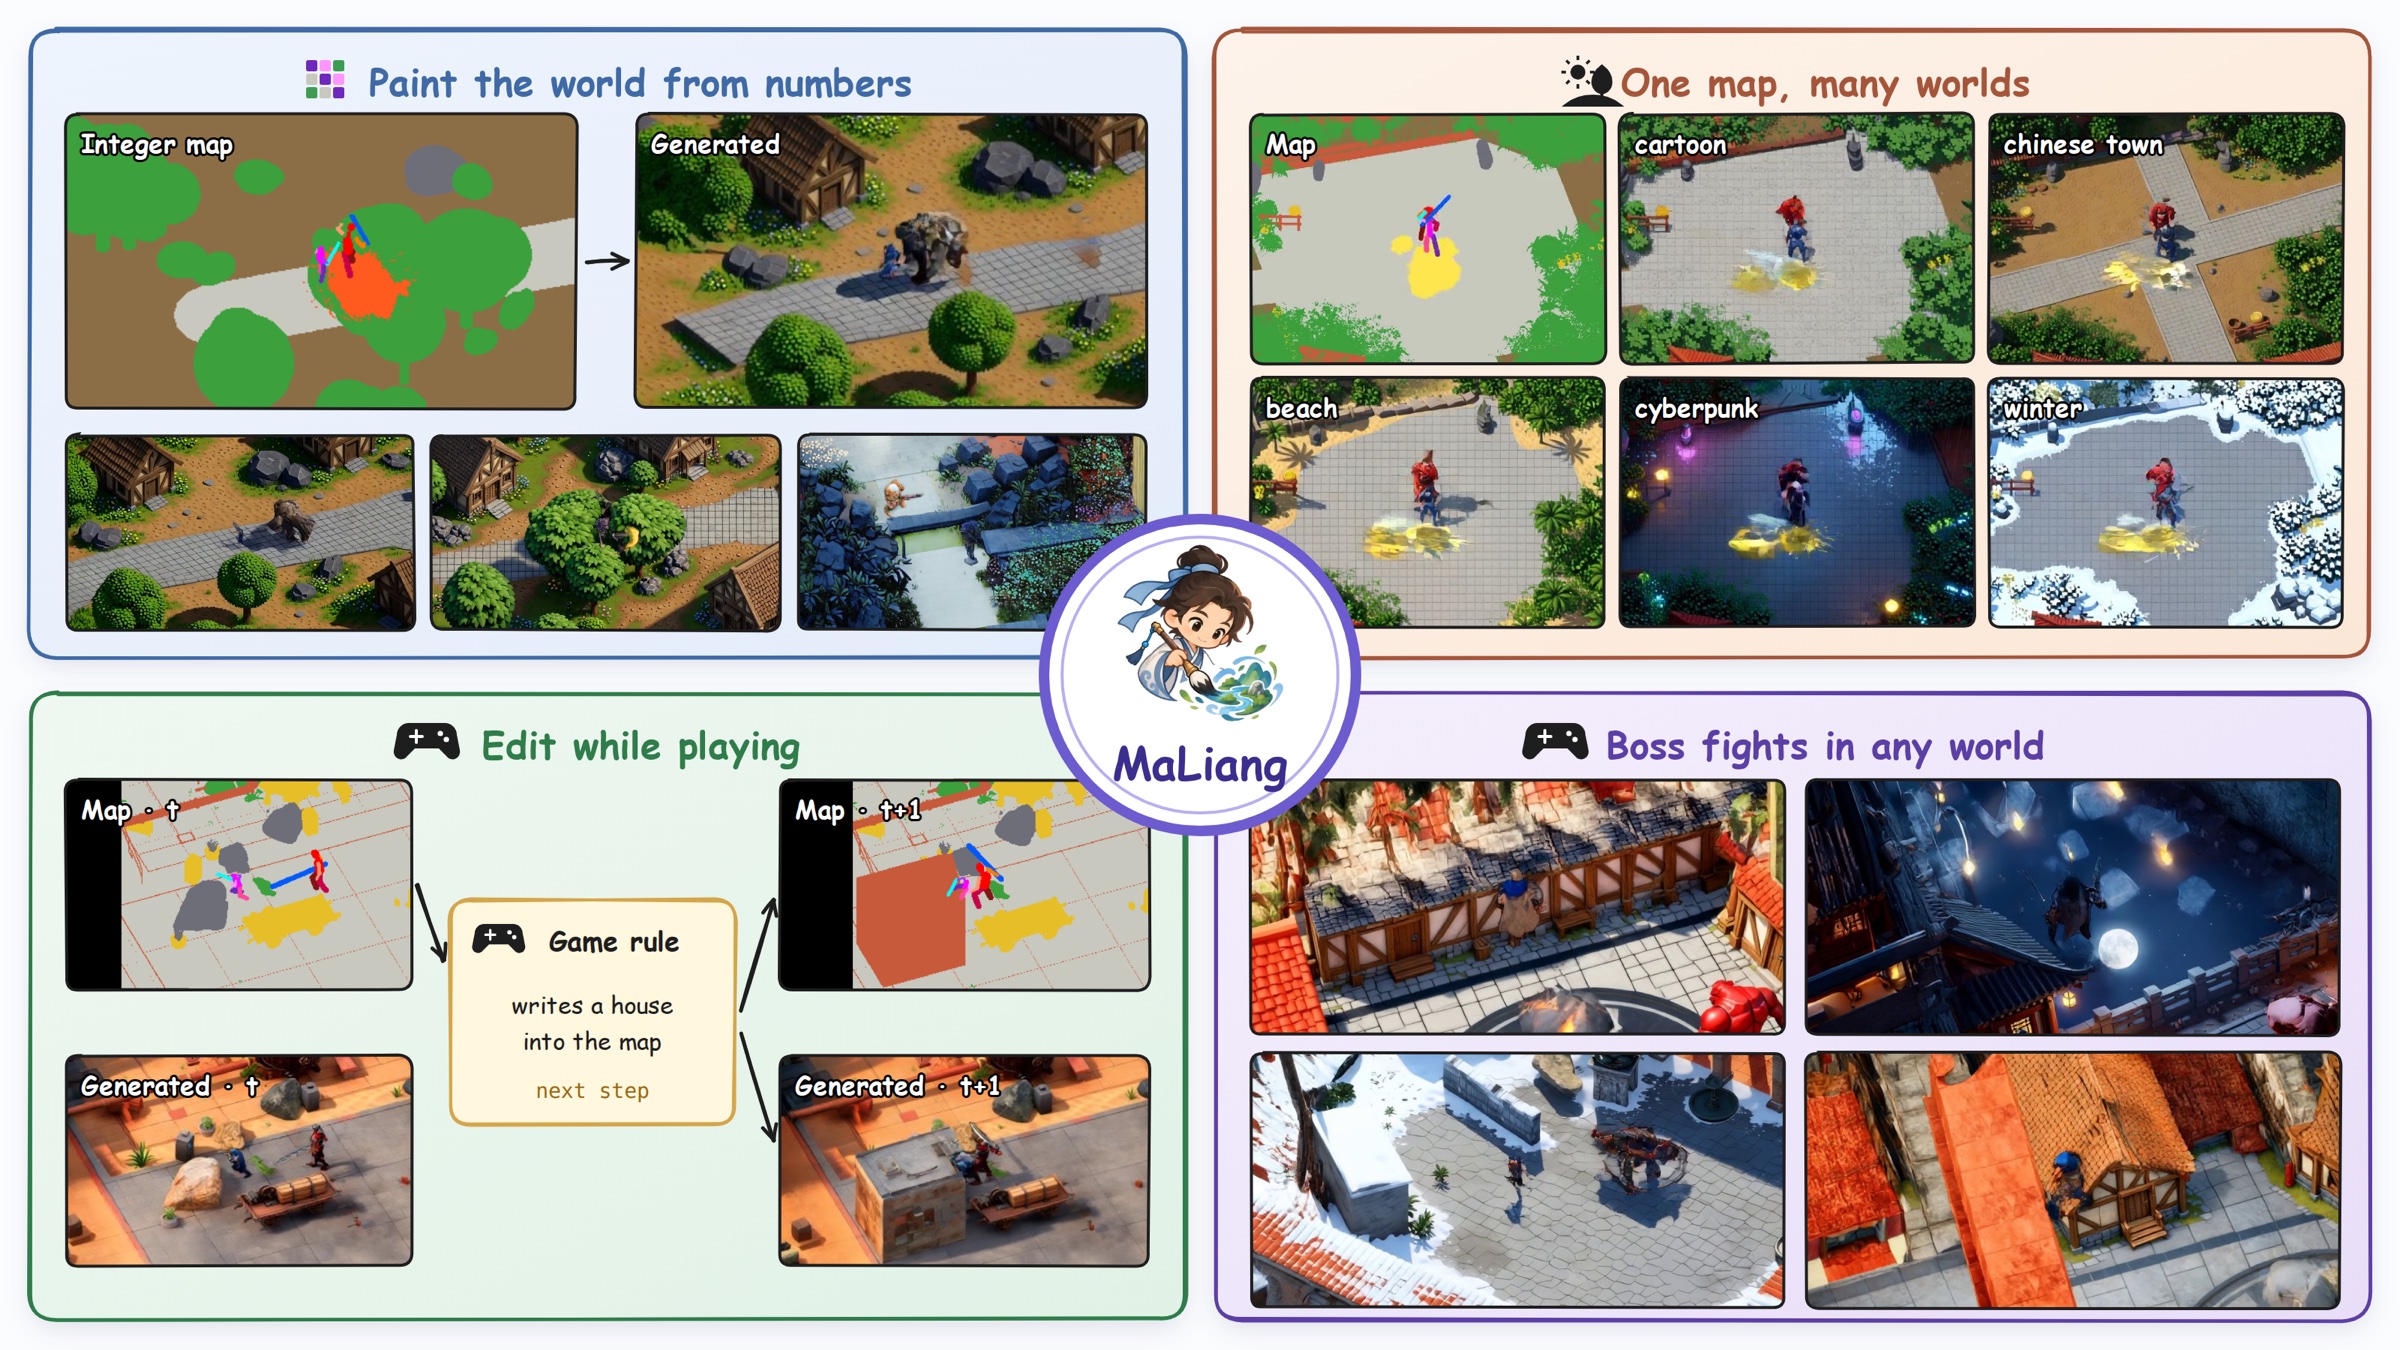 Paint the world from numbers
Integer map
Generated
One map, many worlds
Map
cartoon
chinese town
beach
cyberpunk
winter
MaLiang
Edit while playing
Map · t
Game rule
writes a house
into the map
next step
Map · t+1
Generated · t
Generated · t+1
Boss fights in any world